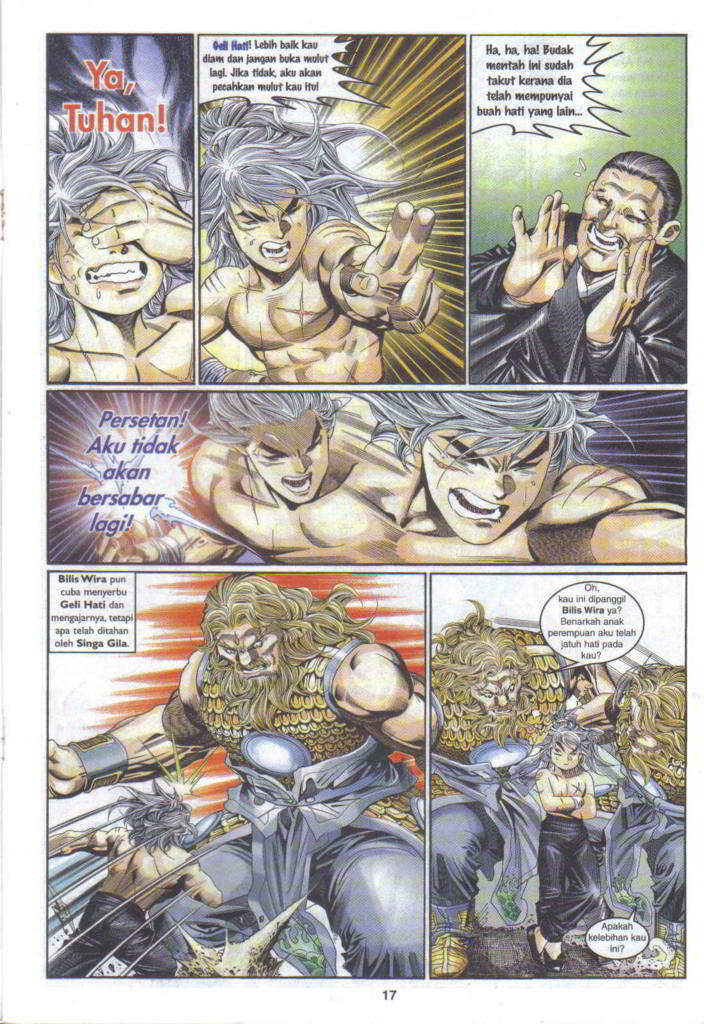 Ya,
Tuhan!
Geli Hati! Lebih baik kau
diam dan jangan buka mulut
lagi. Jika tidak, aku akan
pecahkan mulut kau itu!
Ha, ha, ha! Budak
mentah ini sudah
takut kerana dia
telah mempunyai
buah hati yang lain...
Persetan!
Aku tidak
akan
bersabar
lagi!
Bilis Wira pun
cuba menyerbu
Geli Hati dan
mengajarnya, tetapi
apa telah ditahan
oleh Singa Gila.
Oh,
kau ini dipanggil
Bilis Wira ya?
Benarkah anak
perempuan aku telah
jatuh hati pada
kau?
Apakah
kelebihan kau
ini?
17